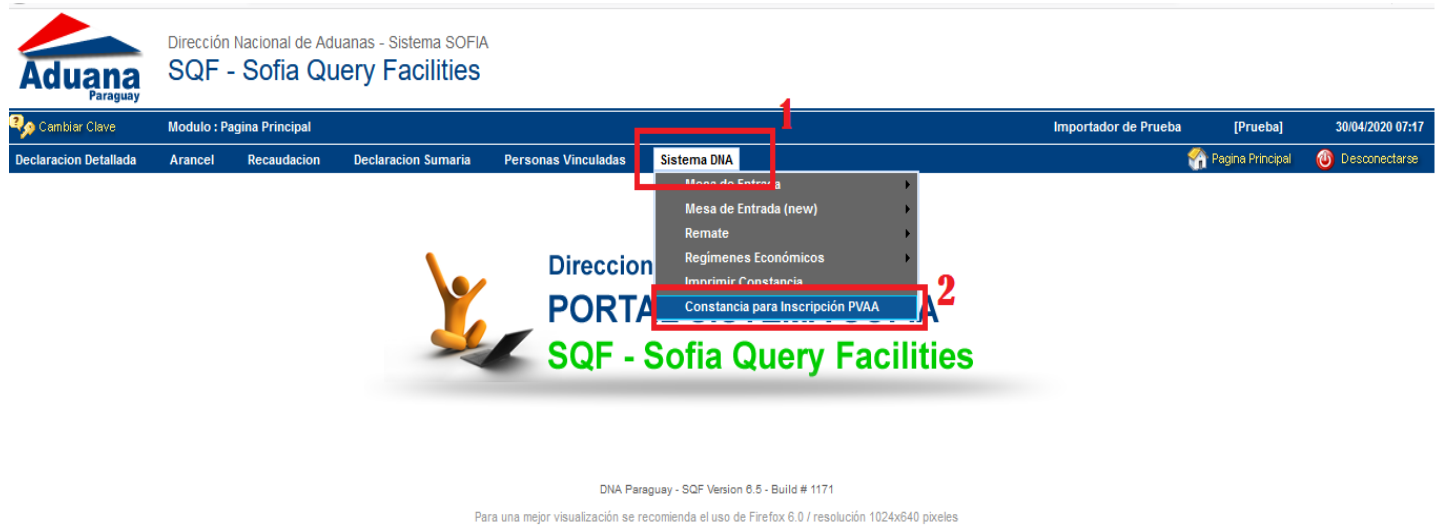 Aduana
Paraguay
Dirección Nacional de Aduanas - Sistema SOFIA
SQF - Sofia Query Facilities
1
Cambiar Clave Modulo : Pagina Principal Importador de Prueba [Prueba] 30/04/2020 07:17
Declaracion Detallada Arancel Recaudacion Declaracion Sumaria Personas Vinculadas Sistema DNA Pagina Principal Desconectarse
Mesa de Entrada
Mesa de Entrada (new)
Remate
Regímenes Económicos
Imprimir Constancia
Constancia para Inscripción PVAA
2
Direccion
SQF - Sofia Query Facilities
DNA Paraguay - SQF Version 6.5 - Build # 1171
Para una mejor visualización se recomienda el uso de Firefox 6.0 / resolución 1024x640 pixeles